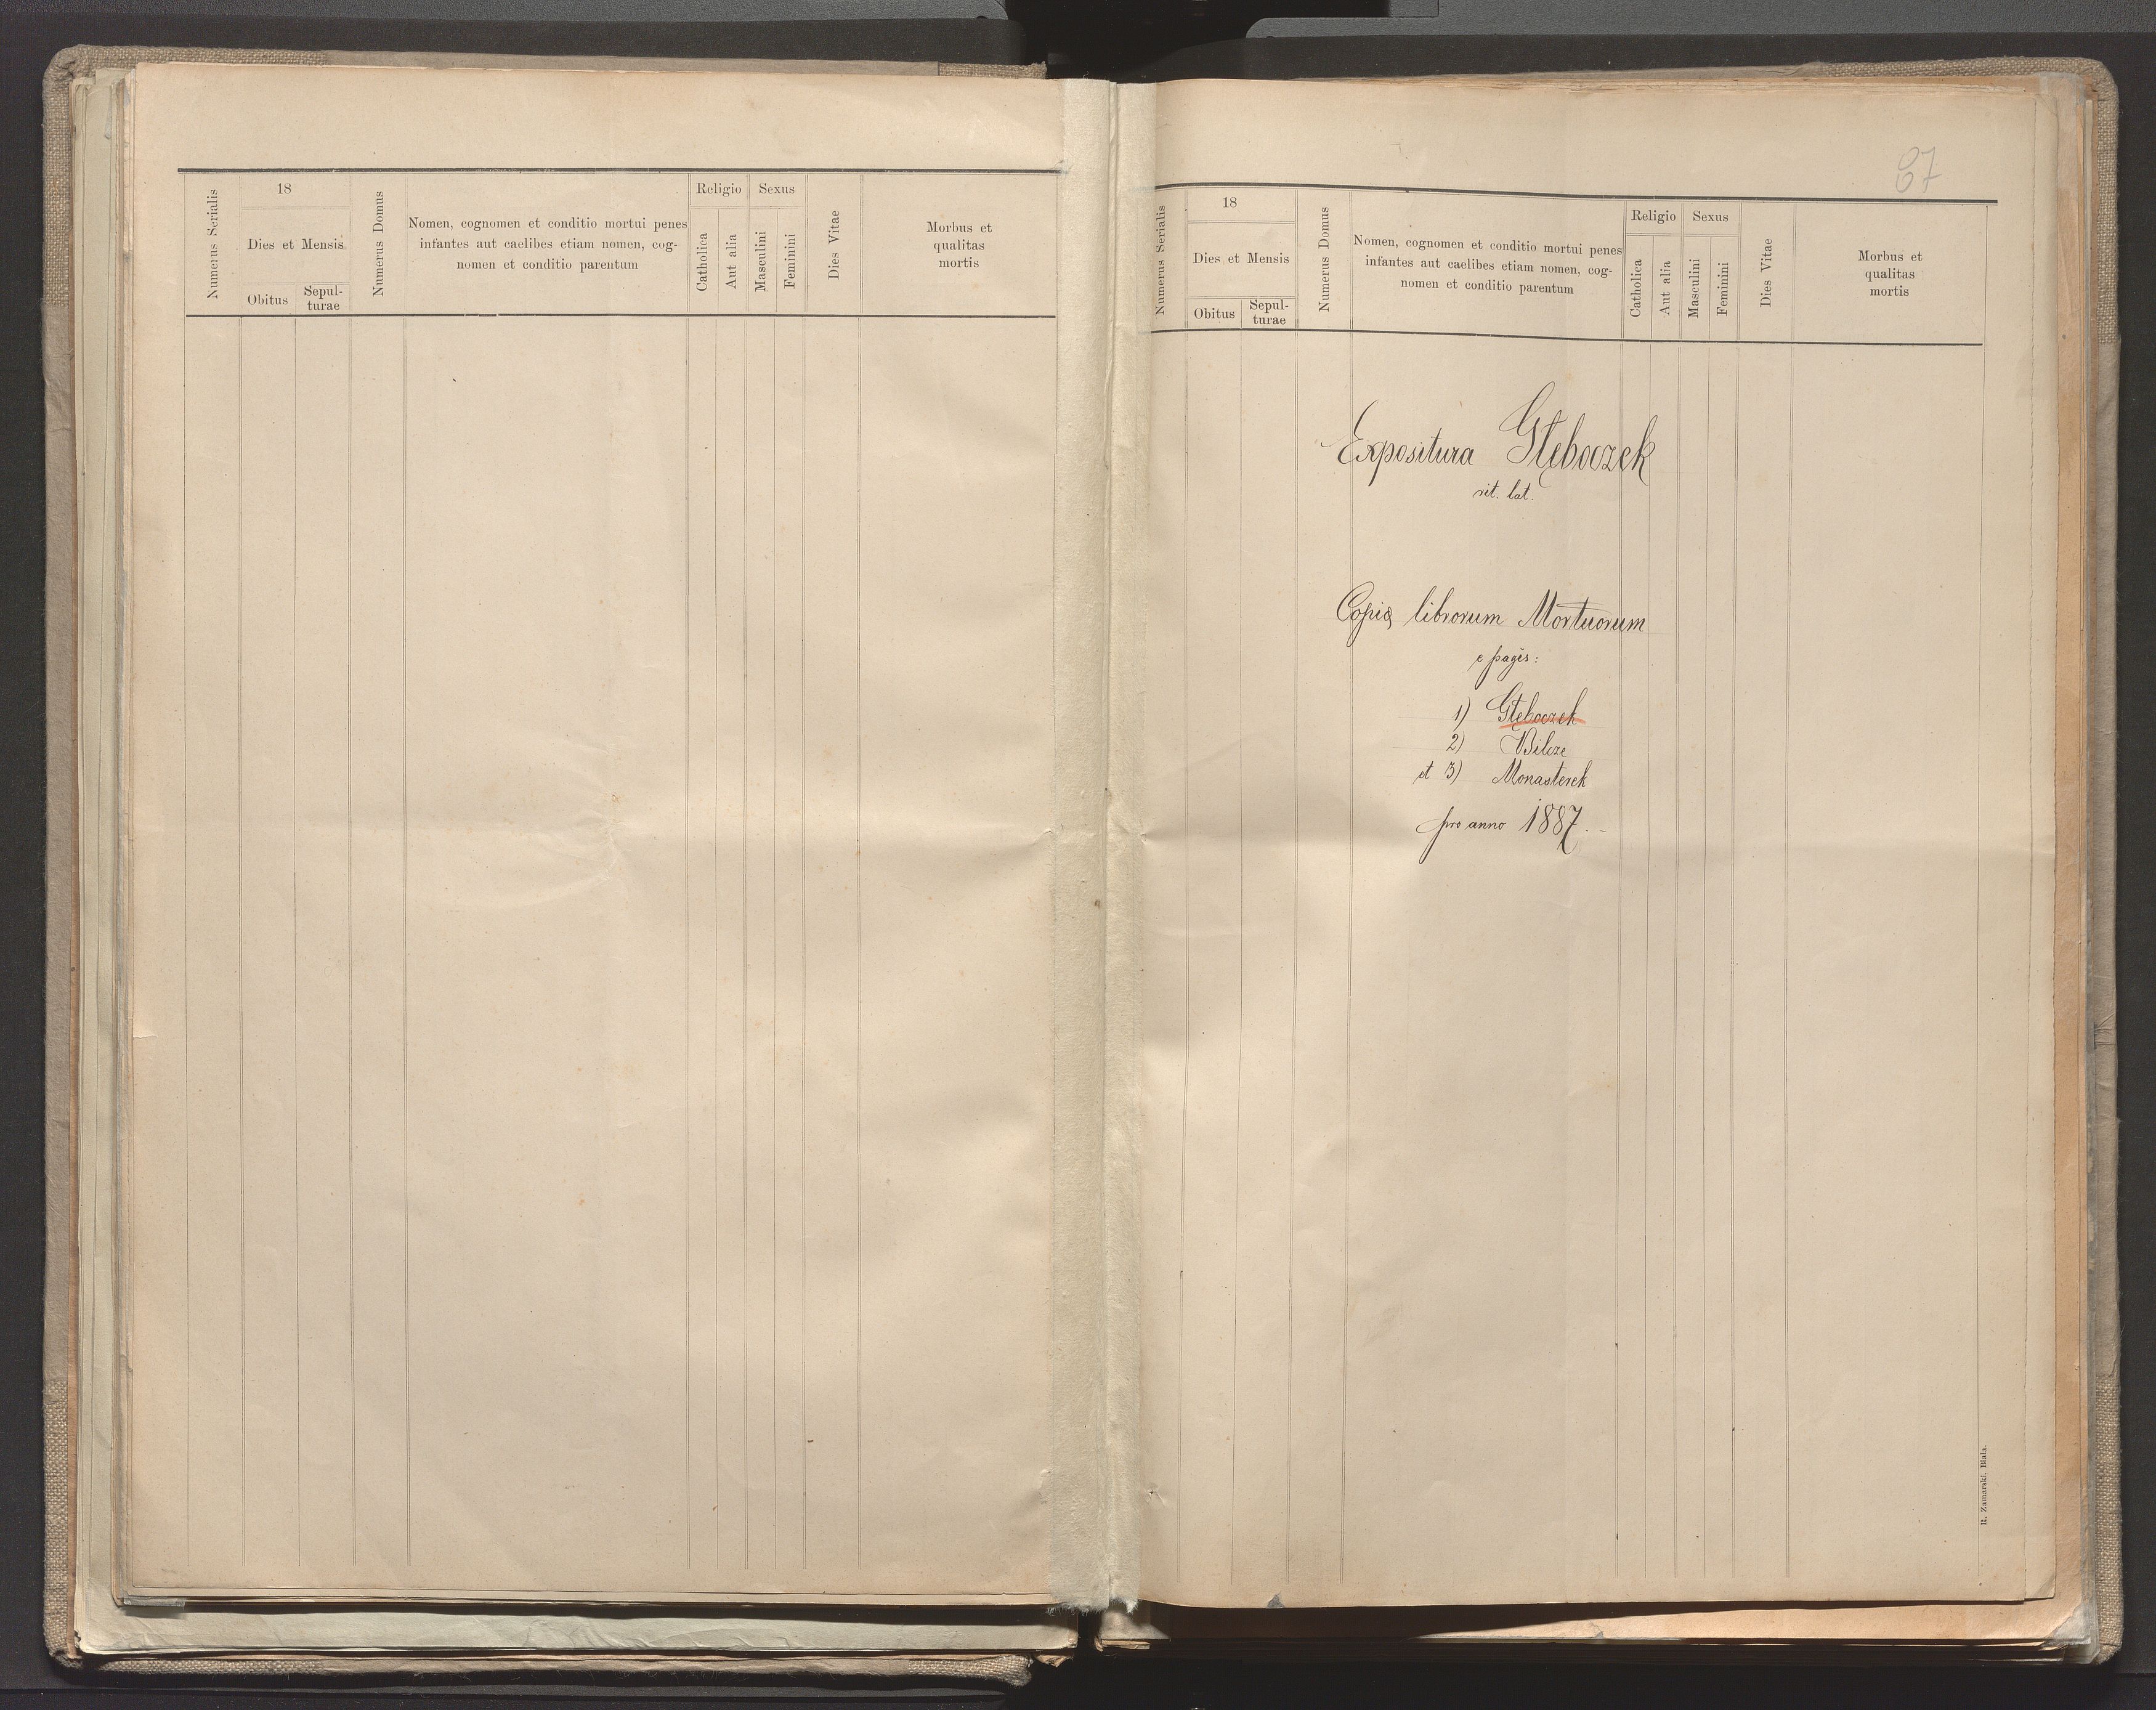 Numerus Serialis
18
Dies et Mensis
Obitus
Sepul-
turae
Numerus Domus
Nomen, cognomen et conditio mortui penes
infantes aut caelibes etiam nomen, cog-
nomen et conditio parentum
Religio
Catholica
Aut alia
Sexus
Masculini
Feminini
Dies Vitae
Morbus et
qualitas
mortis
67
Numerus Serialis
18
Dies et Mensis
Obitus
Sepul-
turae
Numerus Domus
Nomen, cognomen et conditio mortui penes
infantes aut caelibes etiam nomen, cog-
nomen et conditio parentum
Religio
Catholica
Aut alia
Sexus
Masculini
Feminini
Dies Vitae
Morbus et
qualitas
mortis
Expositura Głęboczek
rit. lat.
Copia librorum Mortuorum
e pagis:
1) Głęboczek
2) Bilcze
et 3) Monasterek
pro anno 1887.
R. Zamarski, Biała.